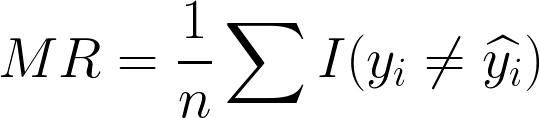 MR = \frac{1}{n} \sum I(y_i \neq \widehat{y_i})